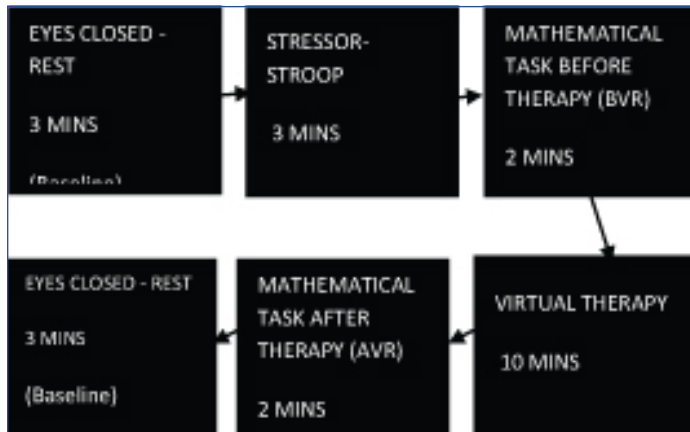 EYES CLOSED -
REST
3 MINS
(Baseline)
STRESSOR-
STROOP
3 MINS
MATHEMATICAL
TASK BEFORE
THERAPY (BVR)
2 MINS
VIRTUAL THERAPY
10 MINS
MATHEMATICAL
TASK AFTER
THERAPY (AVR)
2 MINS
EYES CLOSED - REST
3 MINS
(Baseline)